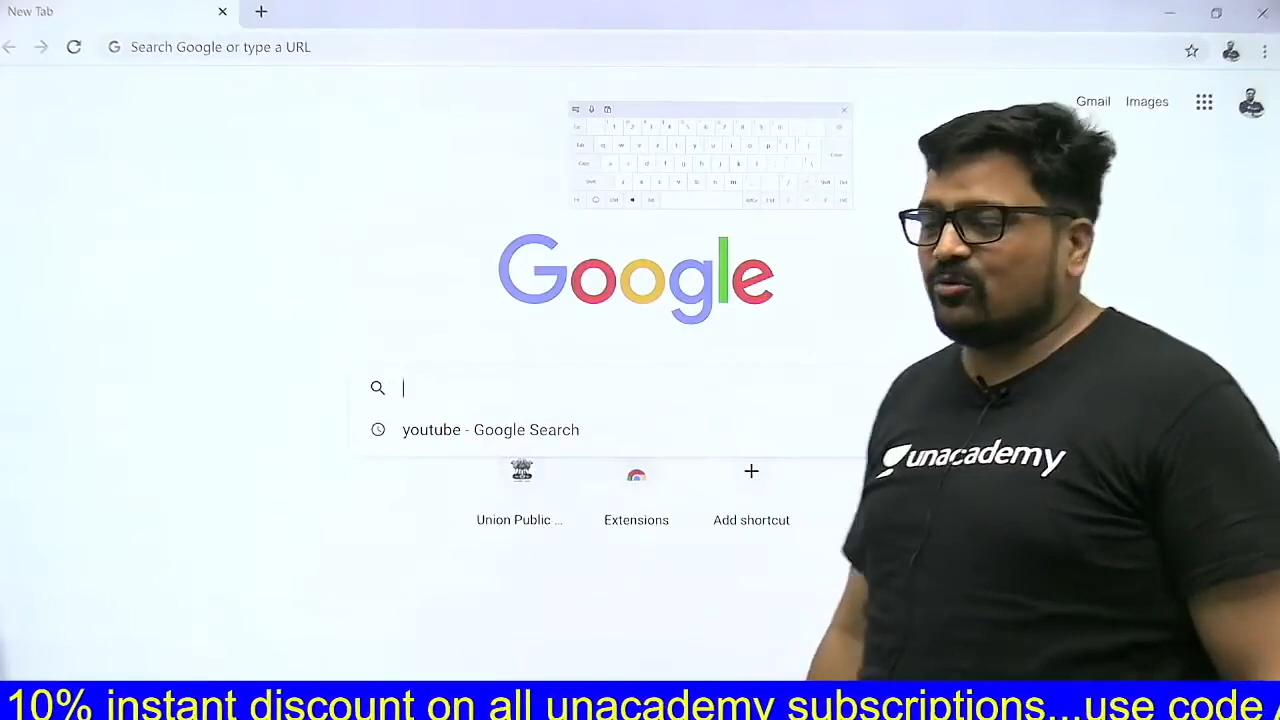 New Tab
Search Google or type a URL
Gmail Images
Google
youtube - Google Search
Union Public ...
Extensions
Add shortcut
unacademy
10% instant discount on all unacademy subscriptions...use code